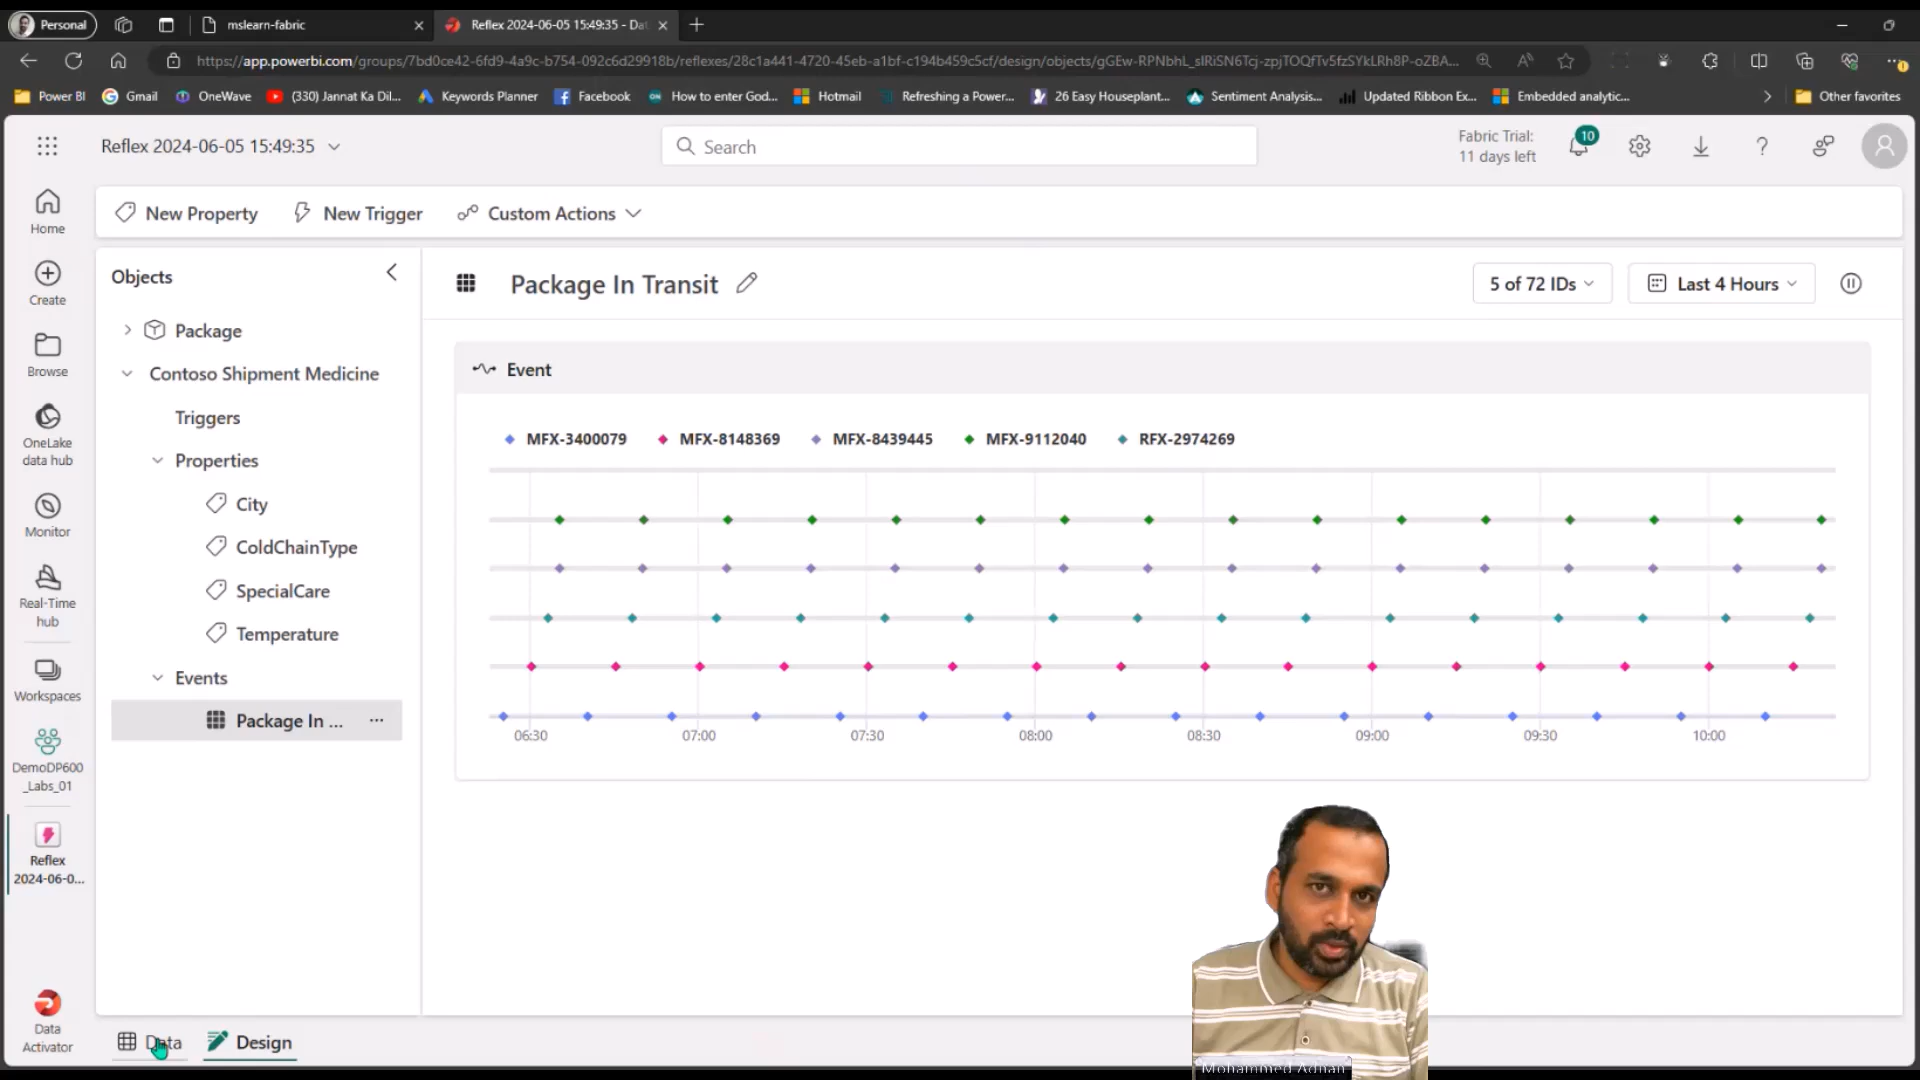 Personal
mslearn-fabric
Reflex 2024-06-05 15:49:35 - Da
https://app.powerbi.com/groups/7bd0ce42-6fd9-4a9c-b754-092c6d29918b/reflexes/28c1a441-4720-45eb-a1bf-c194b459c5cf/design/objects/gGEw-RPNbhL_sIRiSN6Tcj-zpjTOQfTv5fzSYkLRh8P-oZBA...
Power BI
Gmail
OneWave
(330) Jannat Ka Dil...
Keywords Planner
Facebook
How to enter God...
Hotmail
Refreshing a Power...
26 Easy Houseplant...
Sentiment Analysis...
Updated Ribbon Ex...
Embedded analytic...
Other favorites
Reflex 2024-06-05 15:49:35
Search
Fabric Trial:
11 days left
10
New Property
New Trigger
Custom Actions
Home
Create
Browse
OneLake
data hub
Monitor
Real-Time
hub
Workspaces
DemoDP600
_Labs_01
Reflex
2024-06-0...
Data
Activator
Objects
Package
Contoso Shipment Medicine
Triggers
Properties
City
ColdChainType
SpecialCare
Temperature
Events
Package In ...
Package In Transit
5 of 72 IDs
Last 4 Hours
Event
MFX-3400079
MFX-8148369
MFX-8439445
MFX-9112040
RFX-2974269
06:30
07:00
07:30
08:00
08:30
09:00
09:30
10:00
Data
Design
Mohammed Adnan